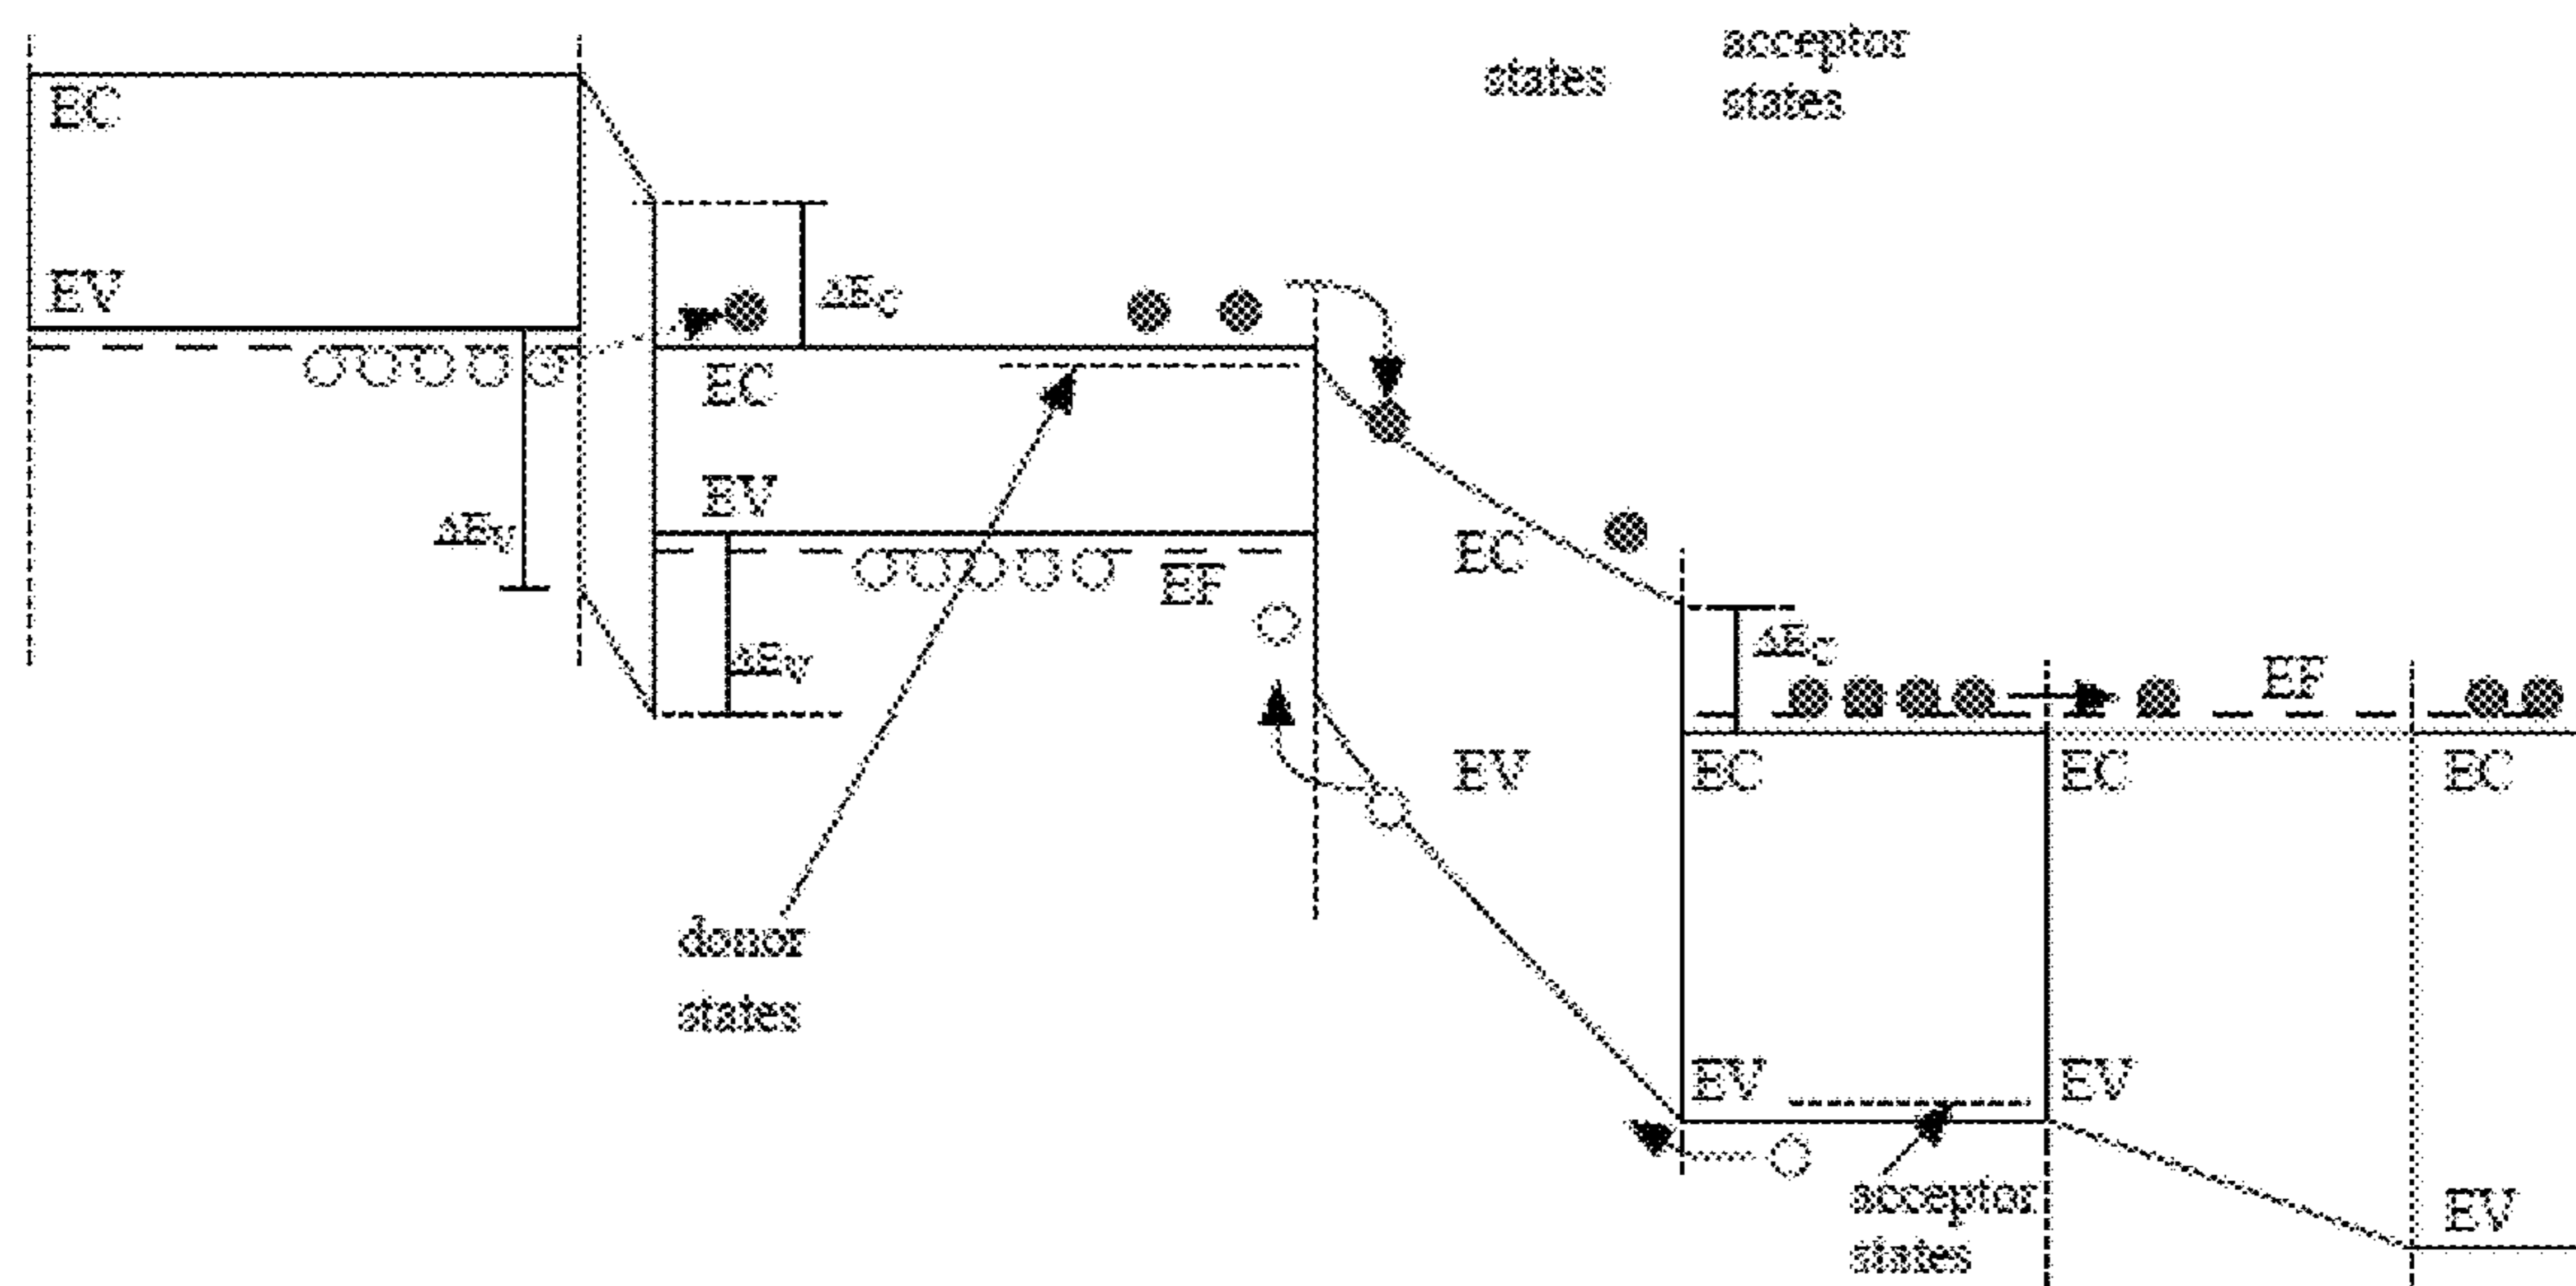 states
acceptor
states
EC
EV
ΔEC
EC
EV
ΔEV
EF
ΔEV
EC
EV
ΔEC
EF
EC
EC
EC
donor
states
EV
EV
acceptor
states
EV